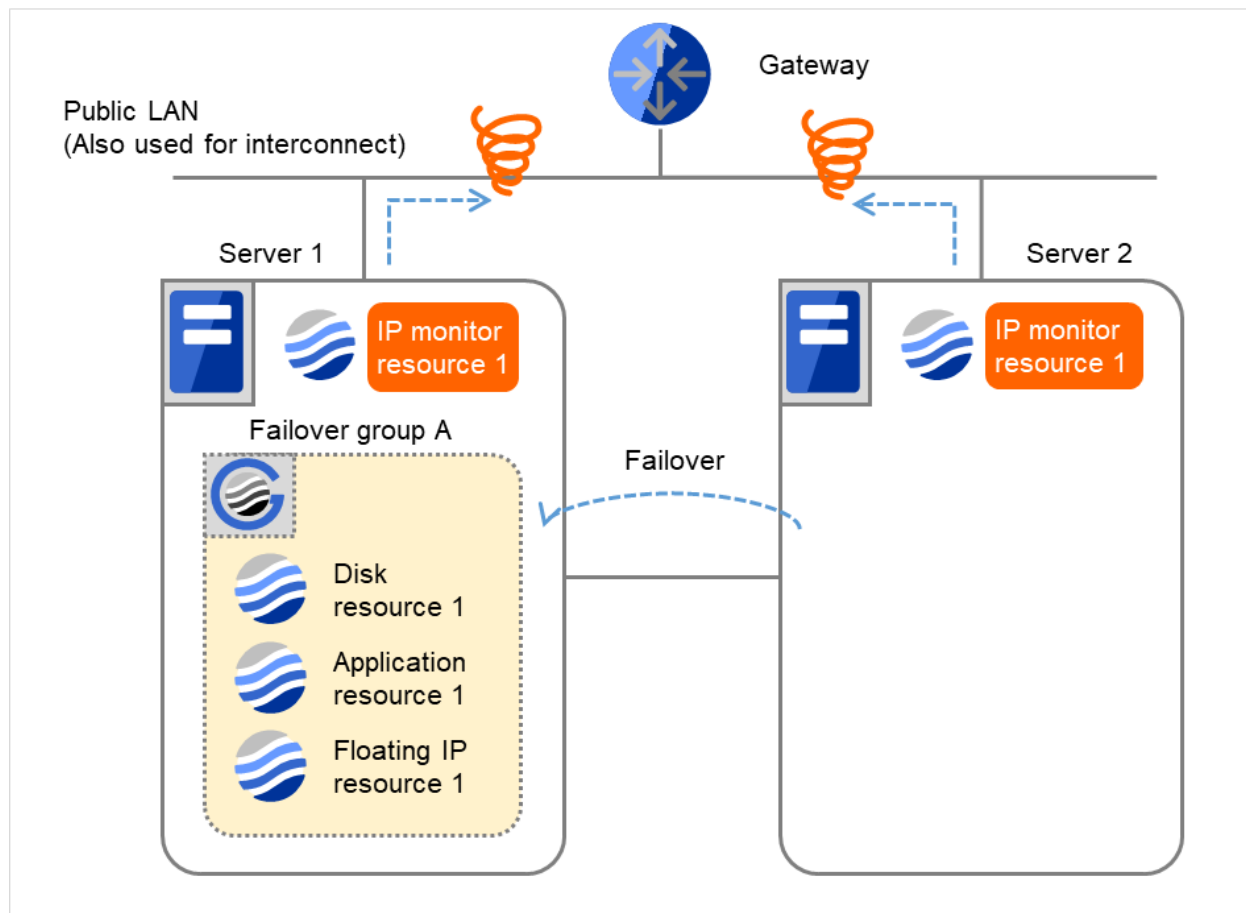 Gateway
Public LAN
(Also used for interconnect)
Server 1
Server 2
IP monitor
resource 1
IP monitor
resource 1
Failover group A
Failover
Disk
resource 1
Application
resource 1
Floating IP
resource 1